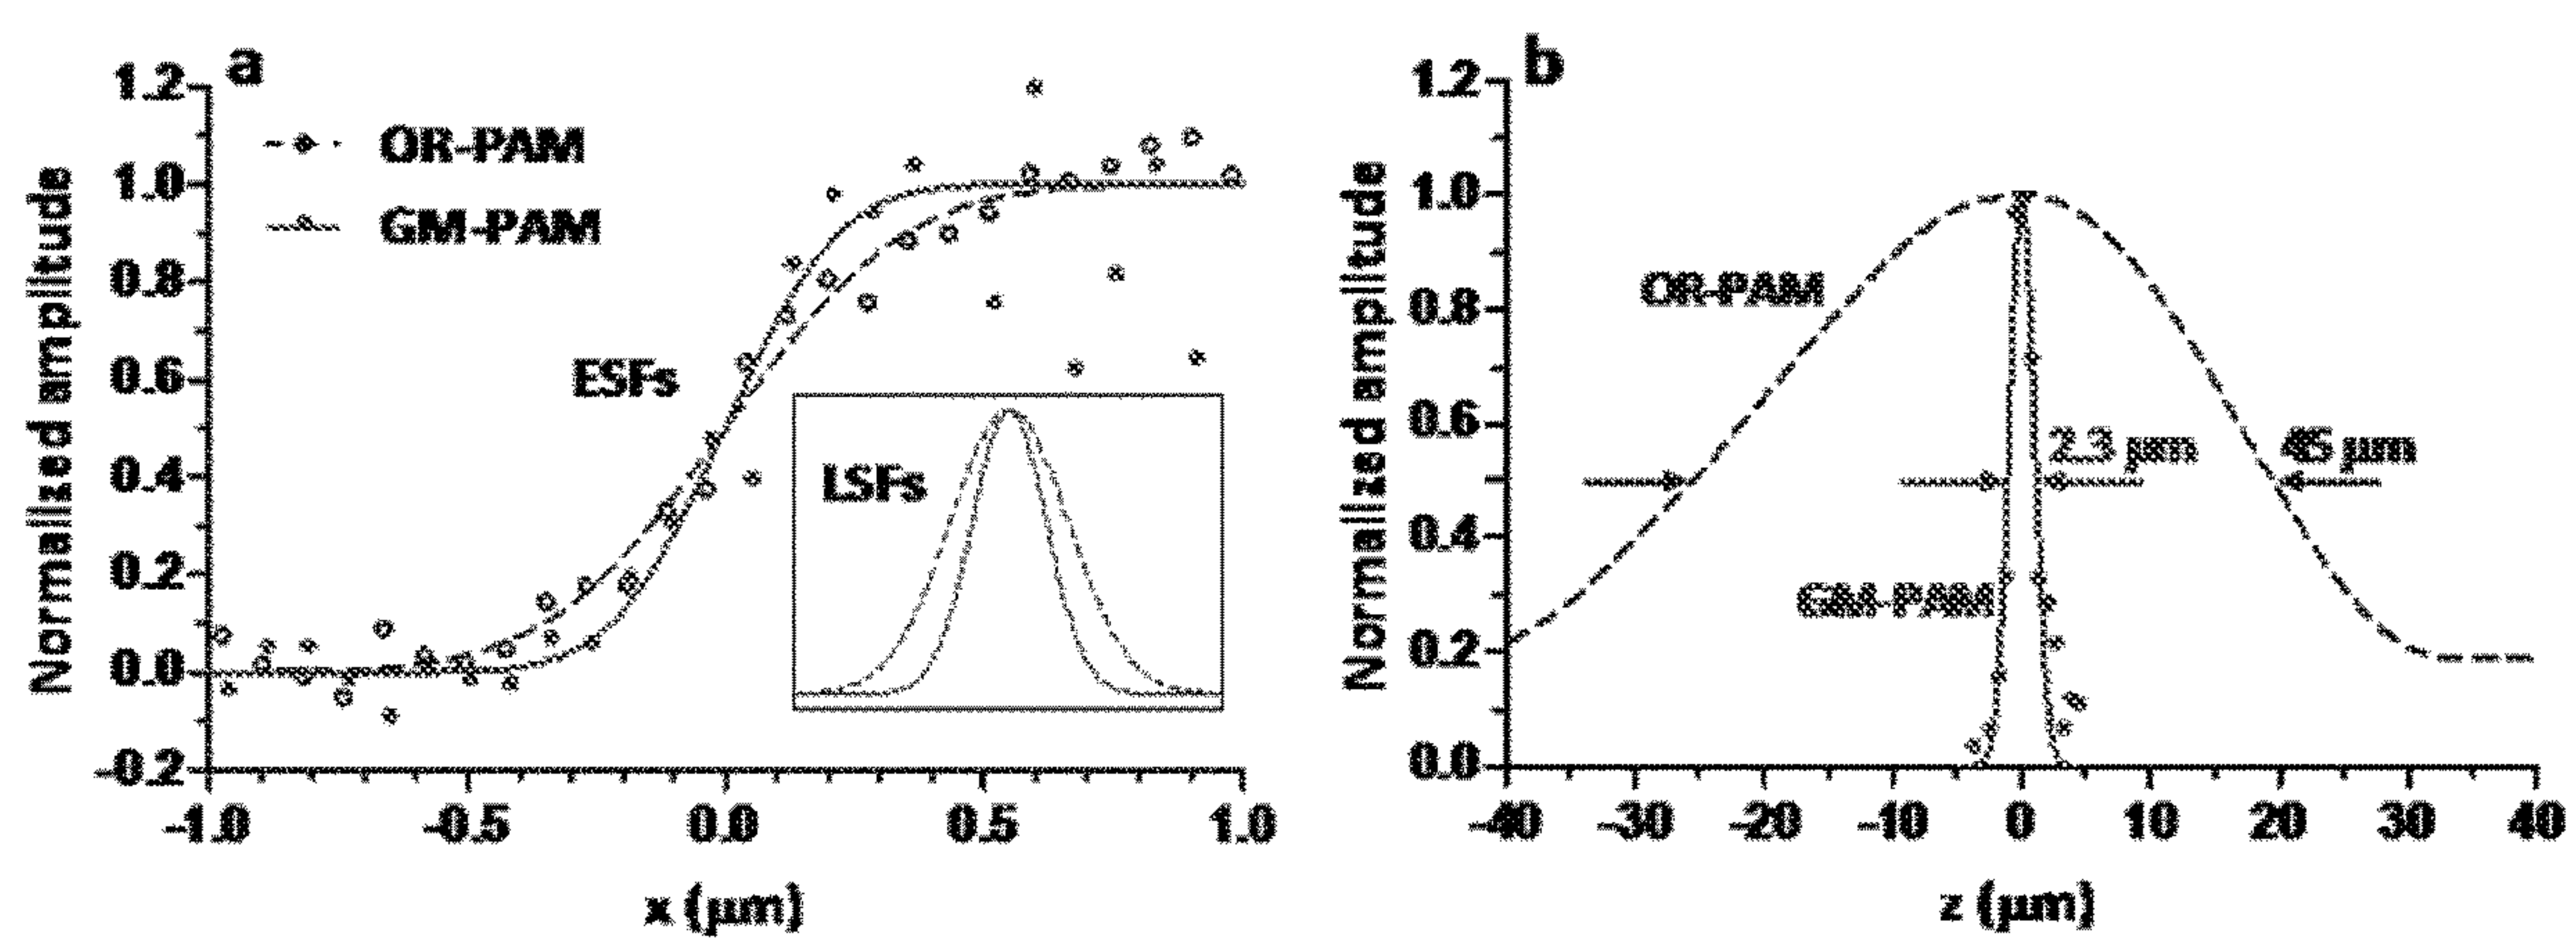 a
OR-PAM
GM-PAM
ESFs
LSFs
Normalized amplitude
1.2
1.0
0.8
0.6
0.4
0.2
0.0
-0.2
-1.0 -0.5 0.0 0.5 1.0
x (μm)
b
OR-PAM
2.3 μm 45 μm
GM-PAM
Normalized amplitude
1.2
1.0
0.8
0.6
0.4
0.2
0.0
-40 -30 -20 -10 0 10 20 30 40
z (μm)